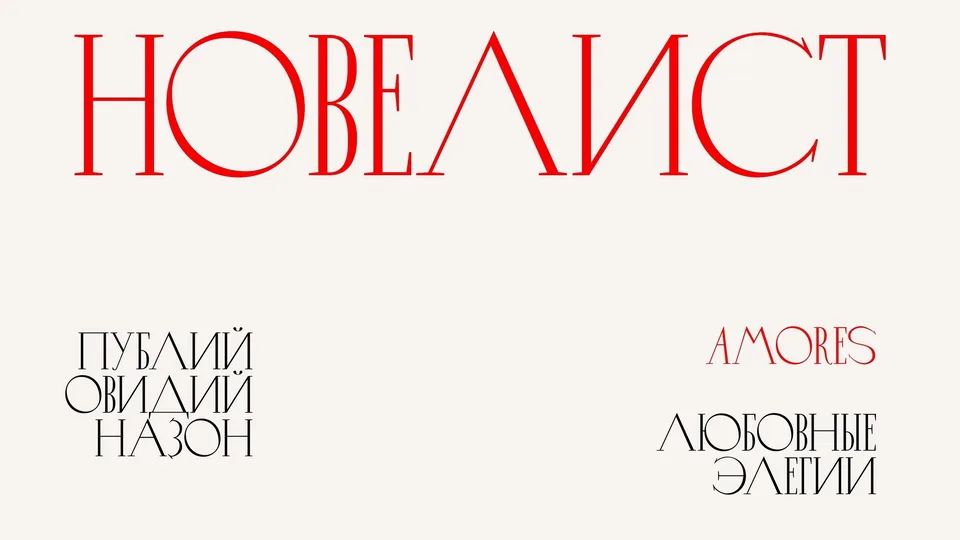 НОВЕЛИСТ
ПУБЛИЙ
ОВИДИЙ
НАЗОН
AMORES
ЛЮБОВНЫЕ
ЭЛЕГИИ